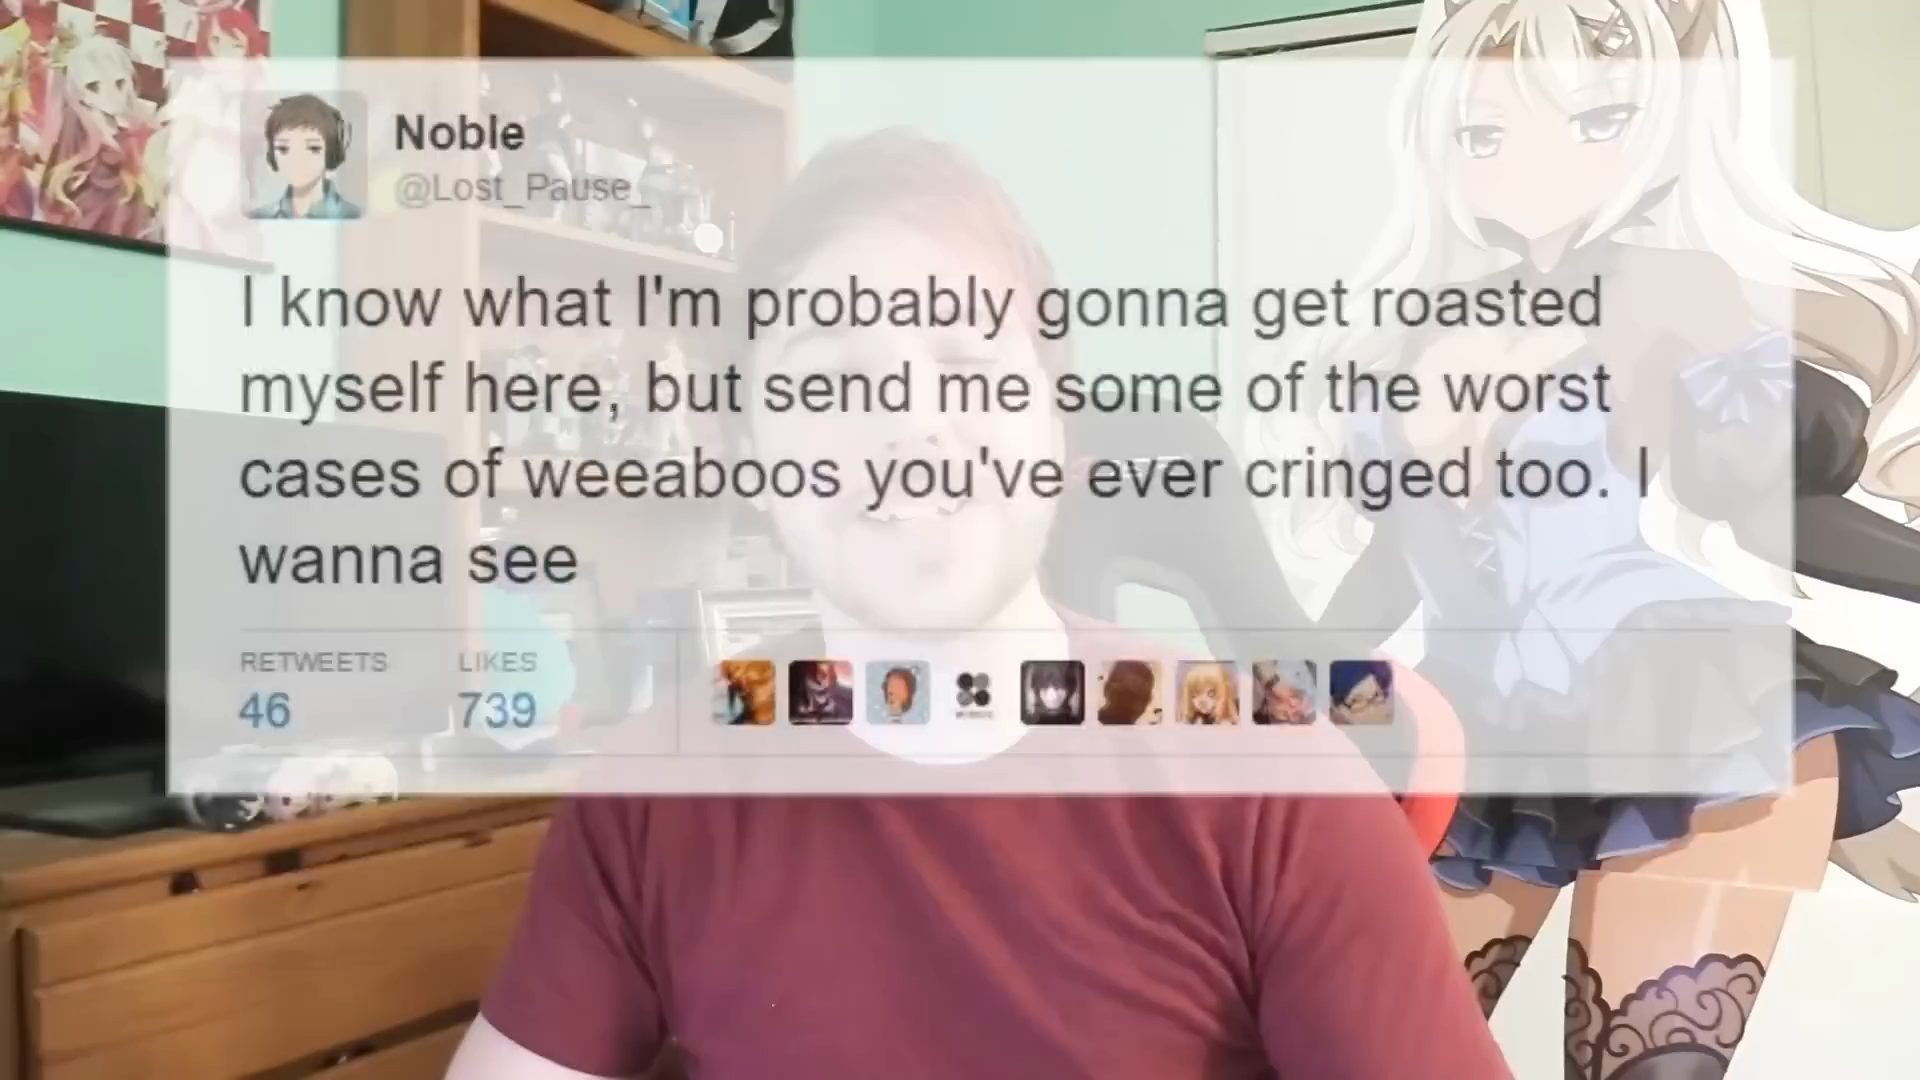 Noble
@Lost_Pause_
I know what I'm probably gonna get roasted
myself here, but send me some of the worst
cases of weeaboos you've ever cringed too. I
wanna see
RETWEETS LIKES
46 739